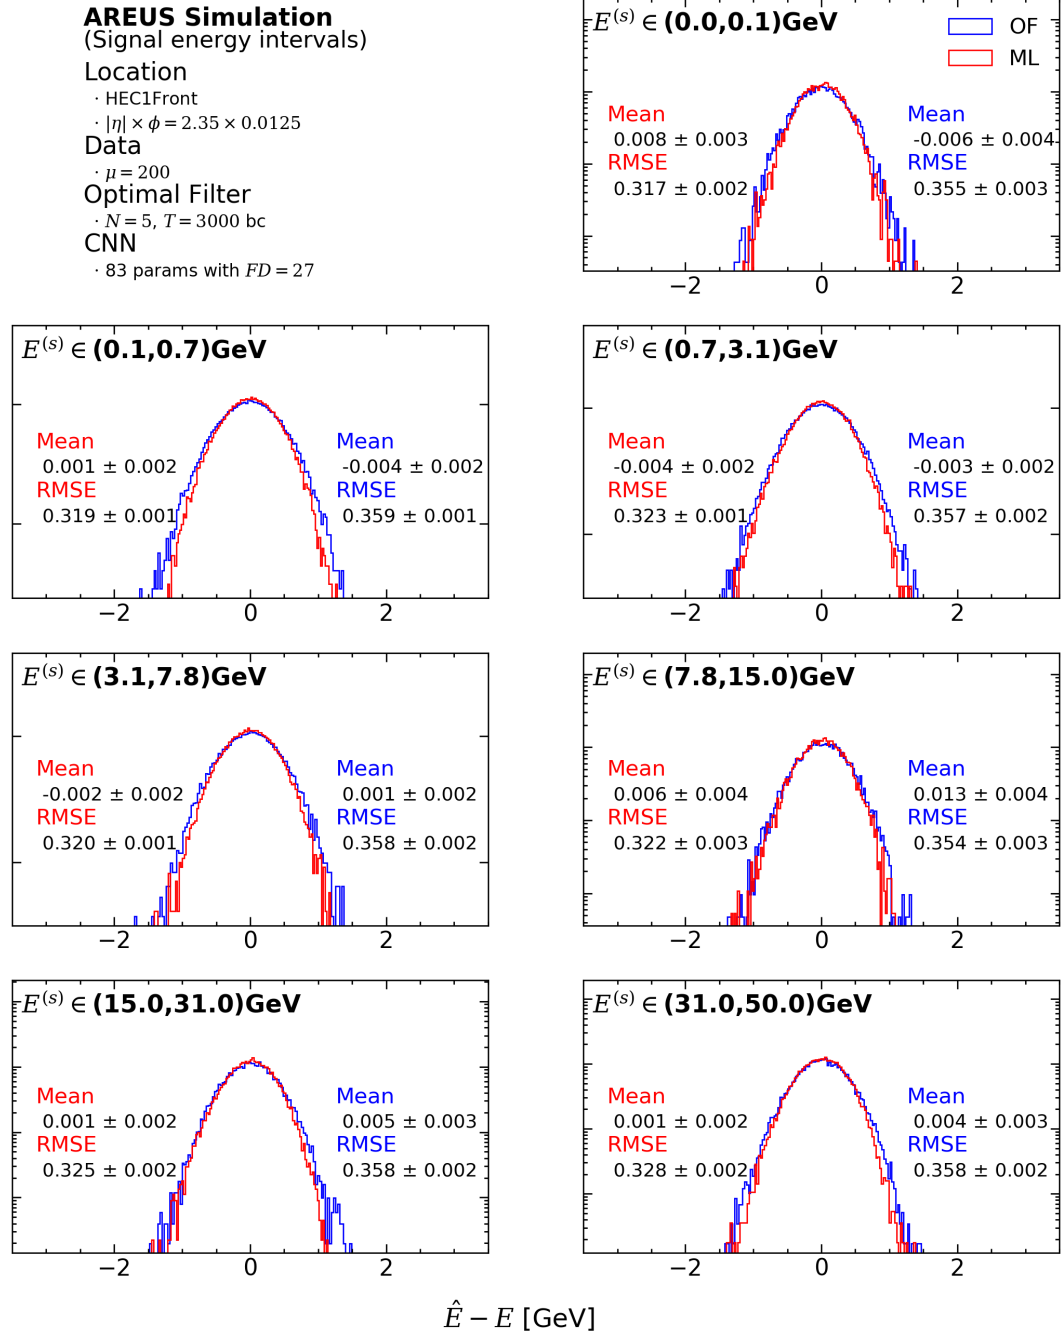 AREUS Simulation
(Signal energy intervals)
Location
· HEC1Front
· |η| × ϕ = 2.35 × 0.0125
Data
· μ = 200
Optimal Filter
· N = 5, T = 3000 bc
CNN
· 83 params with FD = 27
E^(s) ∈ (0.0,0.1)GeV
OF
ML
Mean
0.008 ± 0.003
RMSE
0.317 ± 0.002
Mean
-0.006 ± 0.004
RMSE
0.355 ± 0.003
−2 0 2
E^(s) ∈ (0.1,0.7)GeV
Mean
0.001 ± 0.002
RMSE
0.319 ± 0.001
Mean
-0.004 ± 0.002
RMSE
0.359 ± 0.001
−2 0 2
E^(s) ∈ (0.7,3.1)GeV
Mean
-0.004 ± 0.002
RMSE
0.323 ± 0.001
Mean
-0.003 ± 0.002
RMSE
0.357 ± 0.002
−2 0 2
E^(s) ∈ (3.1,7.8)GeV
Mean
-0.002 ± 0.002
RMSE
0.320 ± 0.001
Mean
0.001 ± 0.002
RMSE
0.358 ± 0.002
−2 0 2
E^(s) ∈ (7.8,15.0)GeV
Mean
0.006 ± 0.004
RMSE
0.322 ± 0.003
Mean
0.013 ± 0.004
RMSE
0.354 ± 0.003
−2 0 2
E^(s) ∈ (15.0,31.0)GeV
Mean
0.001 ± 0.002
RMSE
0.325 ± 0.002
Mean
0.005 ± 0.003
RMSE
0.358 ± 0.002
−2 0 2
E^(s) ∈ (31.0,50.0)GeV
Mean
0.001 ± 0.002
RMSE
0.328 ± 0.002
Mean
0.004 ± 0.003
RMSE
0.358 ± 0.002
−2 0 2
Ê − E [GeV]